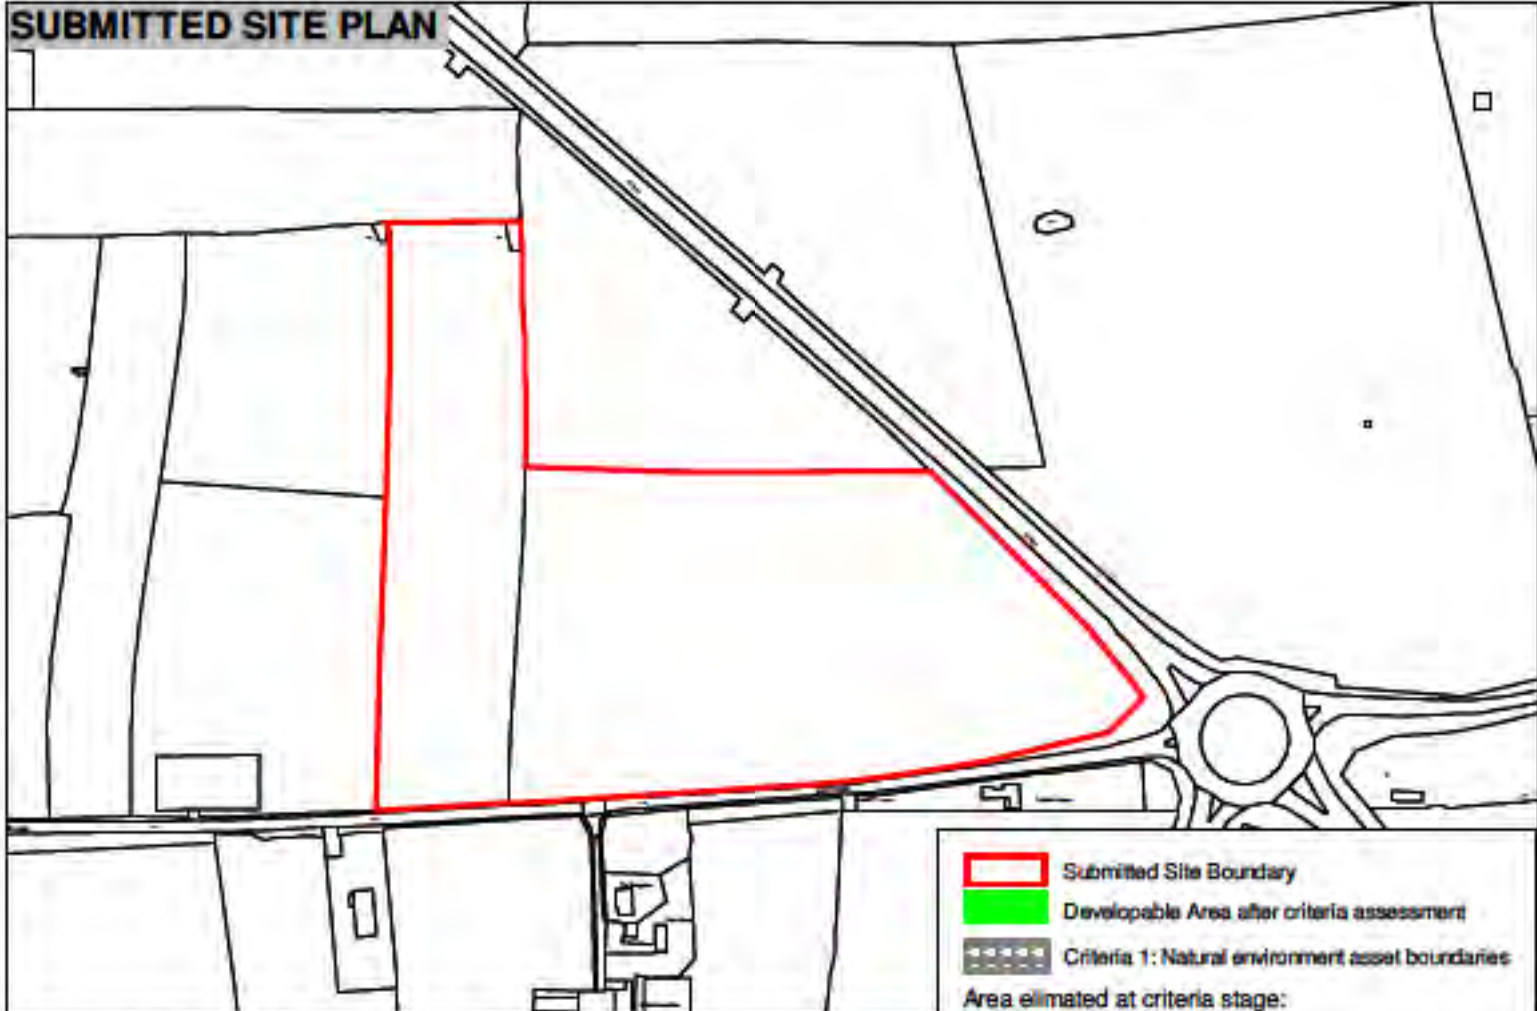 SUBMITTED SITE PLAN
Submitted Site Boundary
Developable Area after criteria assessment
Criteria 1: Natural environment asset boundaries
Area elimated at criteria stage: